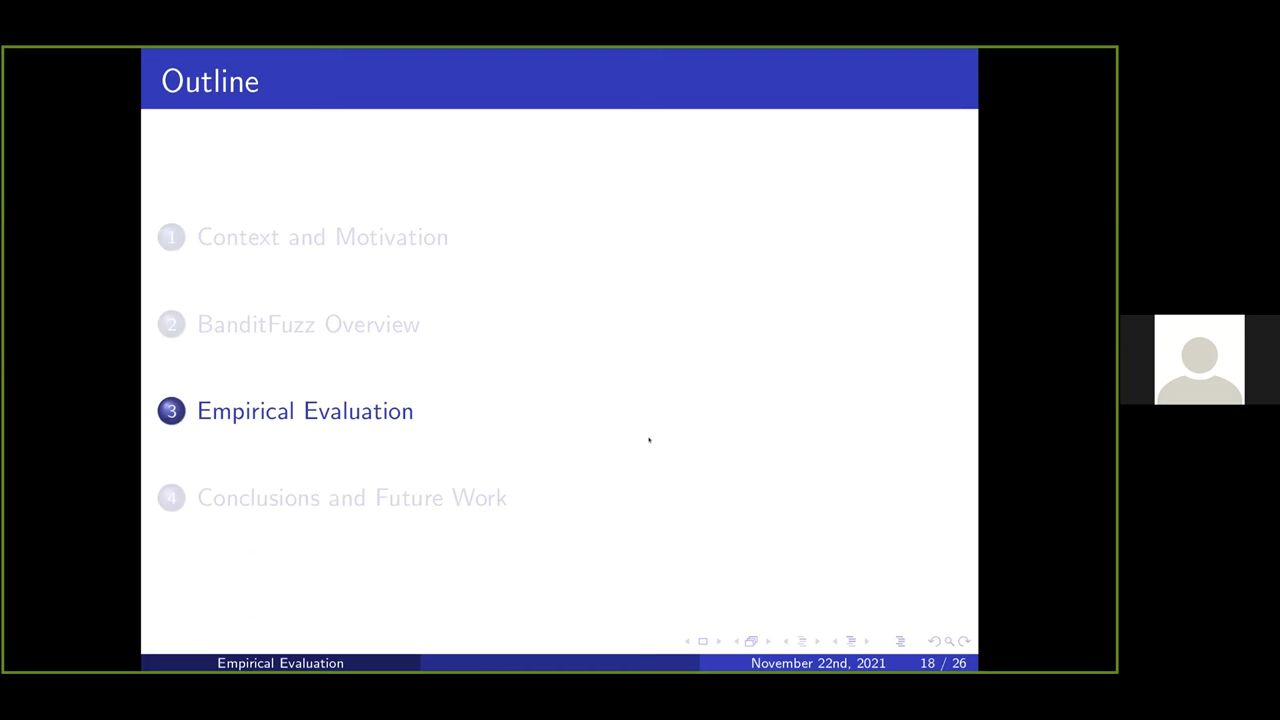 Outline
1 Context and Motivation
2 BanditFuzz Overview
3 Empirical Evaluation
4 Conclusions and Future Work
Empirical Evaluation November 22nd, 2021 18 / 26